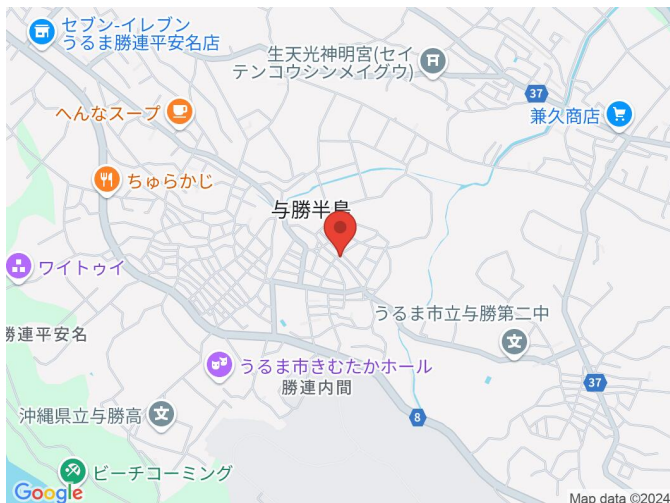 セブン-イレブン
うるま勝連平安名店
生天光神明宮(セイ
テンコウシンメイグウ)
37
兼久商店
へんなスープ
ちゅらかじ
与勝半島
ワイトゥイ
うるま市立与勝第二中
勝連平安名
うるま市きむたかホール
37
勝連内間
沖縄県立与勝高
8
ビーチコーミング
Google
Map data ©2024